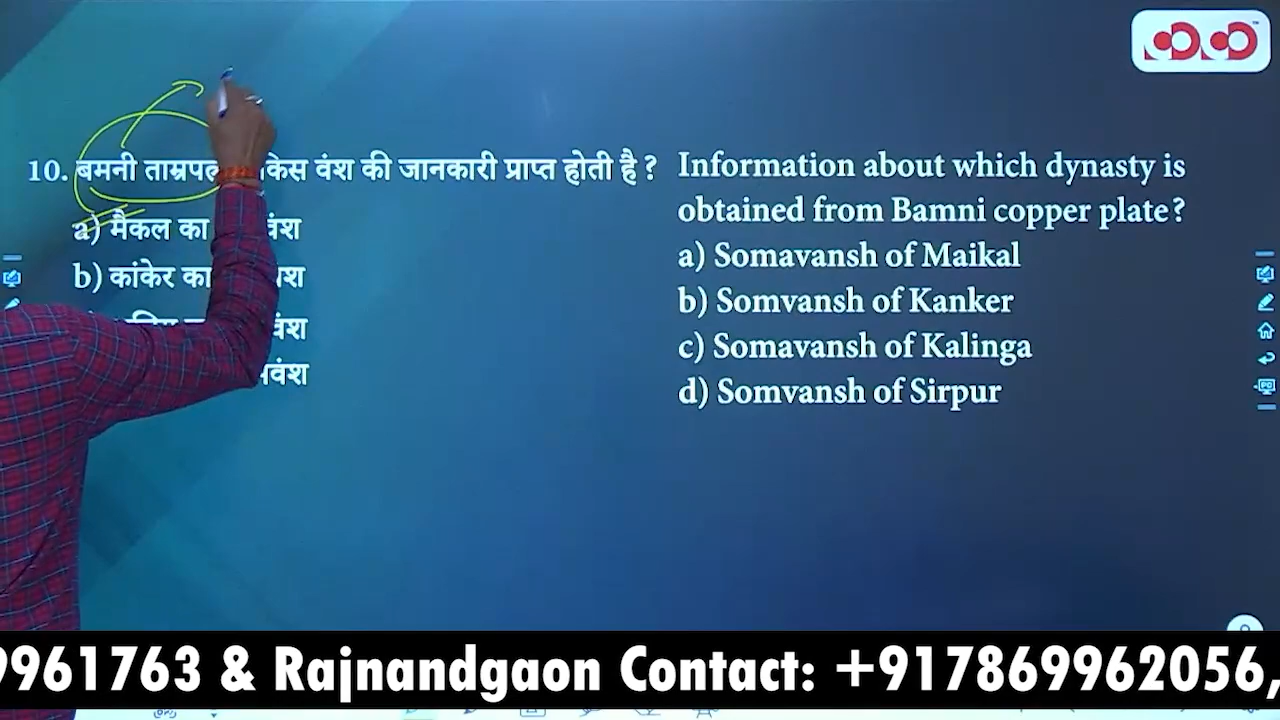 10. बमनी ताम्रपत्र किस वंश की जानकारी प्राप्त होती है ?
a) मैकल का वंश
b) कांकेर का वंश
वंश
Information about which dynasty is
obtained from Bamni copper plate?
a) Somavansh of Maikal
b) Somvansh of Kanker
c) Somavansh of Kalinga
d) Somvansh of Sirpur
9961763 & Rajnandgaon Contact: +917869962056,